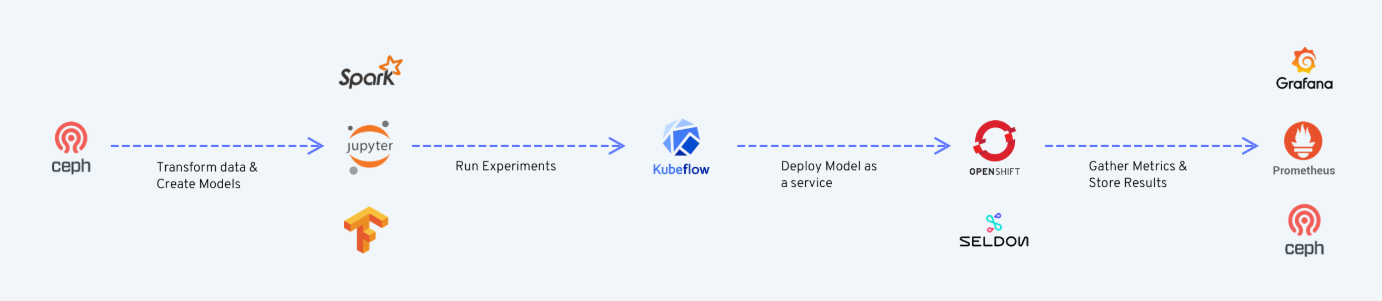 ceph
Transform data &
Create Models
Spark
jupyter
Run Experiments
Kubeflow
Deploy Model as
a service
OPENSHIFT
SELDON
Gather Metrics &
Store Results
Grafana
Prometheus
ceph